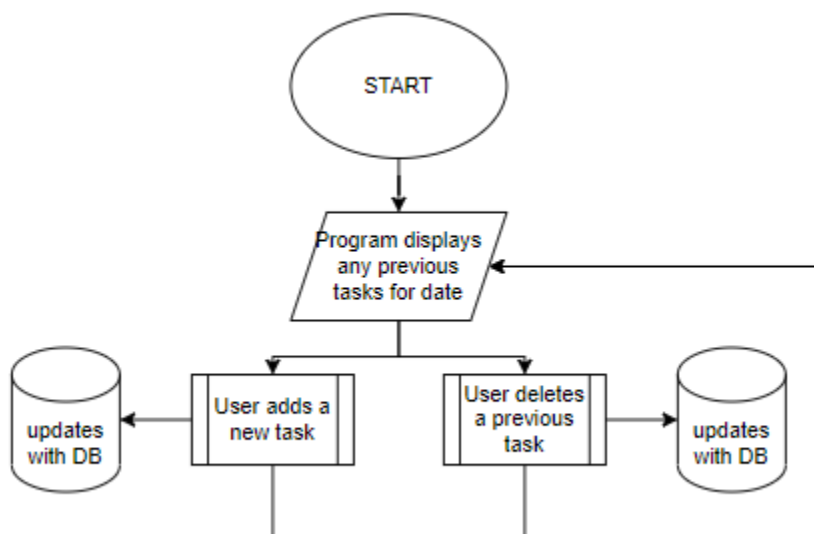 START
Program displays
any previous
tasks for date
User adds a
new task
User deletes
a previous
task
updates
with DB
updates
with DB